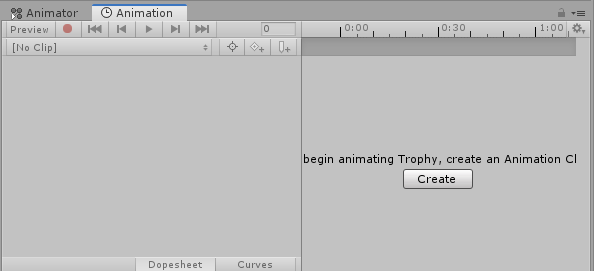 Animator Animation
Preview 0 0:00 0:30 1:00
[No Clip]
begin animating Trophy, create an Animation Cl
Create
Dopesheet Curves